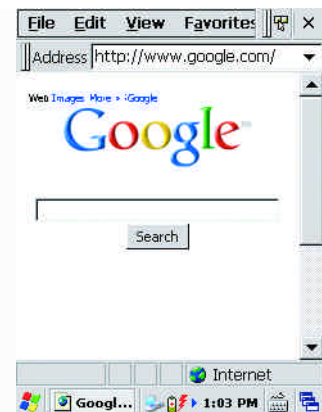 File Edit View Favorites
Address http://www.google.com/
Web Images More » iGoogle
Google™
Search
Internet
Googl... 1:03 PM